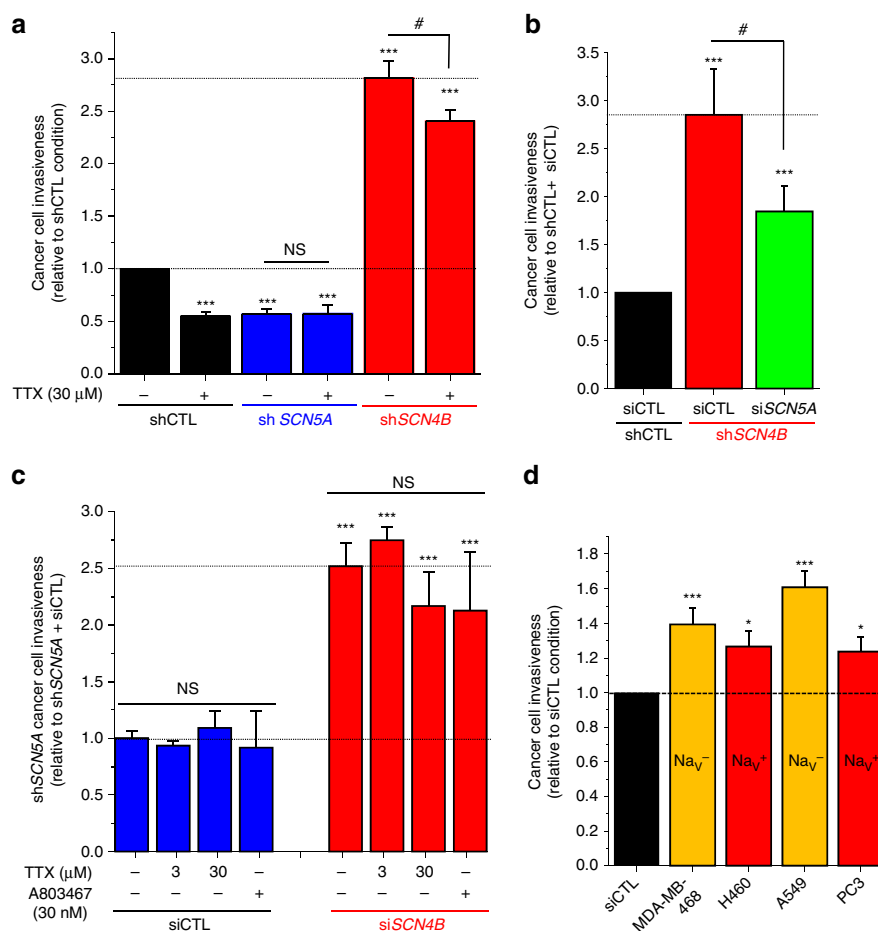 a
Cancer cell invasiveness
(relative to shCTL condition)
3.0
2.5
2.0
1.5
1.0
0.5
0.0
***
***
***
NS
***
***
#
***
TTX (30 μM)
– + – + – +
shCTL sh SCN5A shSCN4B
b
Cancer cell invasiveness
(relative to shCTL+ siCTL)
3.5
3.0
2.5
2.0
1.5
1.0
0.5
0.0
#
***
***
siCTL siCTL siSCN5A
shCTL shSCN4B
c
shSCN5A cancer cell invasiveness
(relative to shSCN5A + siCTL)
3.0
2.5
2.0
1.5
1.0
0.5
0.0
NS
NS
*** *** *** ***
TTX (μM) – 3 30 – – 3 30 –
A803467 – – – + – – – +
(30 nM)
siCTL siSCN4B
d
Cancer cell invasiveness
(relative to siCTL condition)
1.8
1.6
1.4
1.2
1.0
0.8
0.6
0.4
0.2
0.0
*** * *** *
NaV– NaV+ NaV– NaV+
siCTL
MDA-MB-
468
H460
A549
PC3